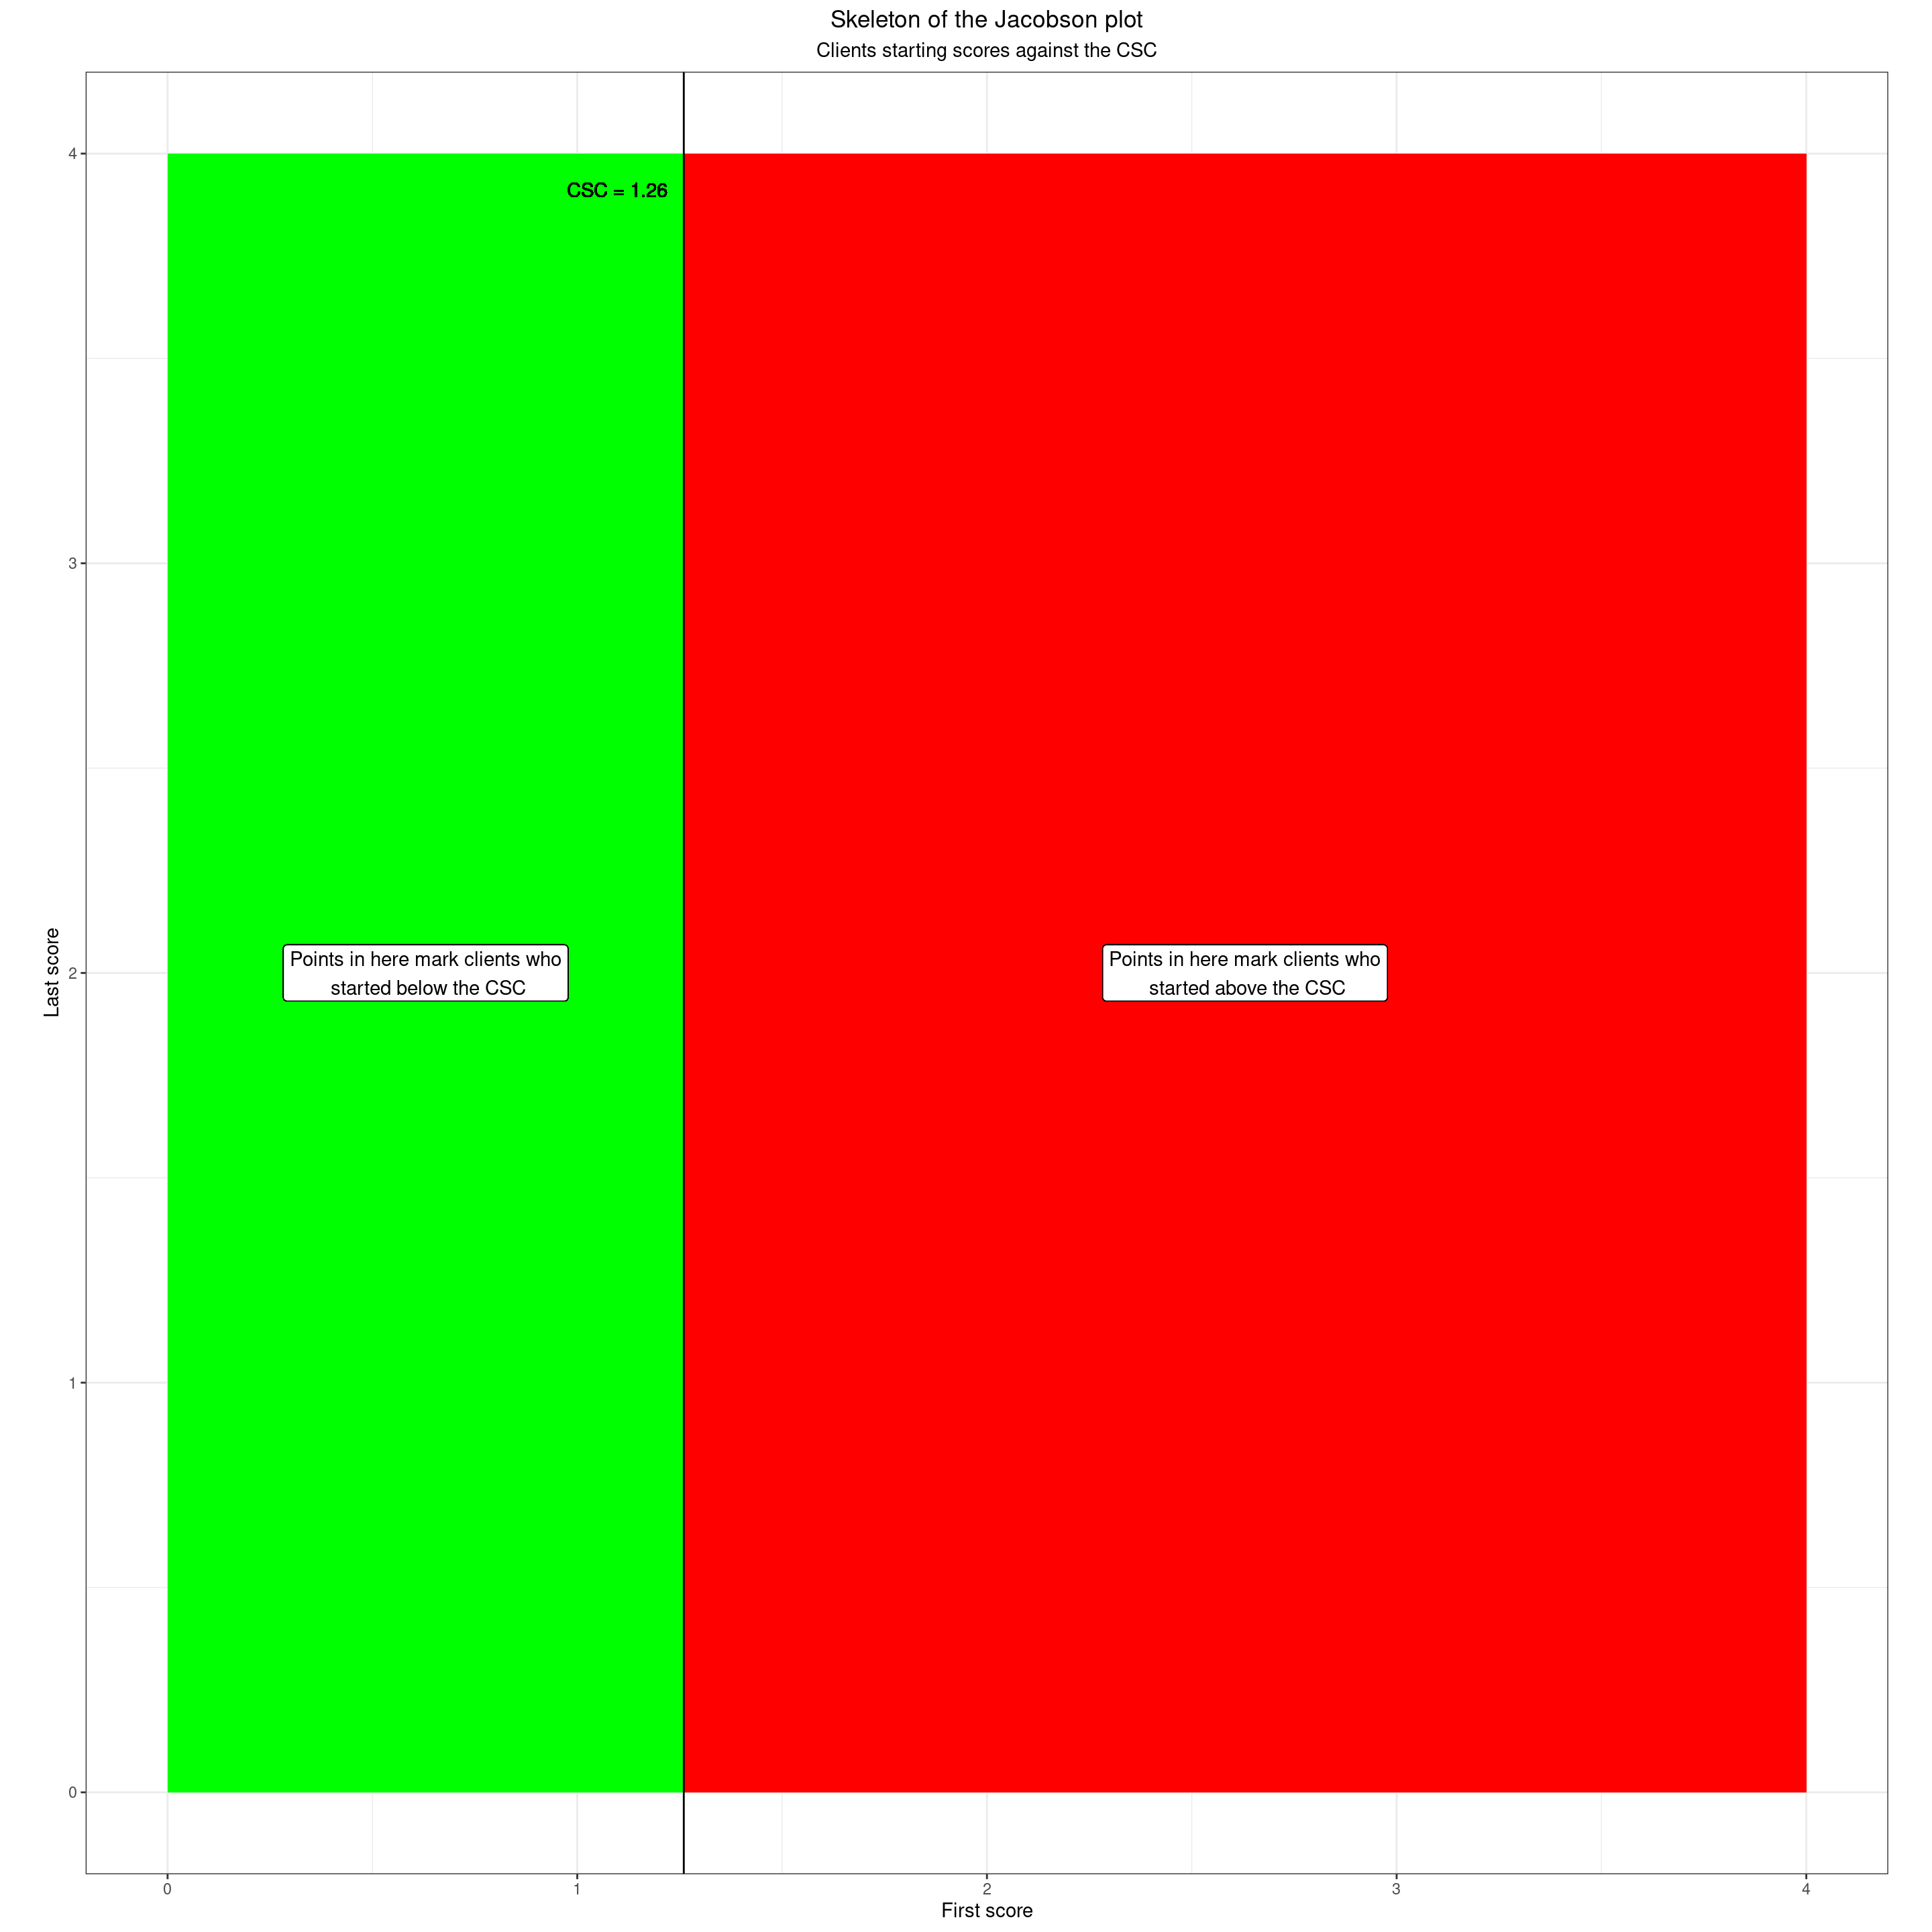 Skeleton of the Jacobson plot
Clients starting scores against the CSC
4
CSC = 1.26
3
Last score
2
Points in here mark clients who
started below the CSC
Points in here mark clients who
started above the CSC
1
0
0
1
2
3
4
First score